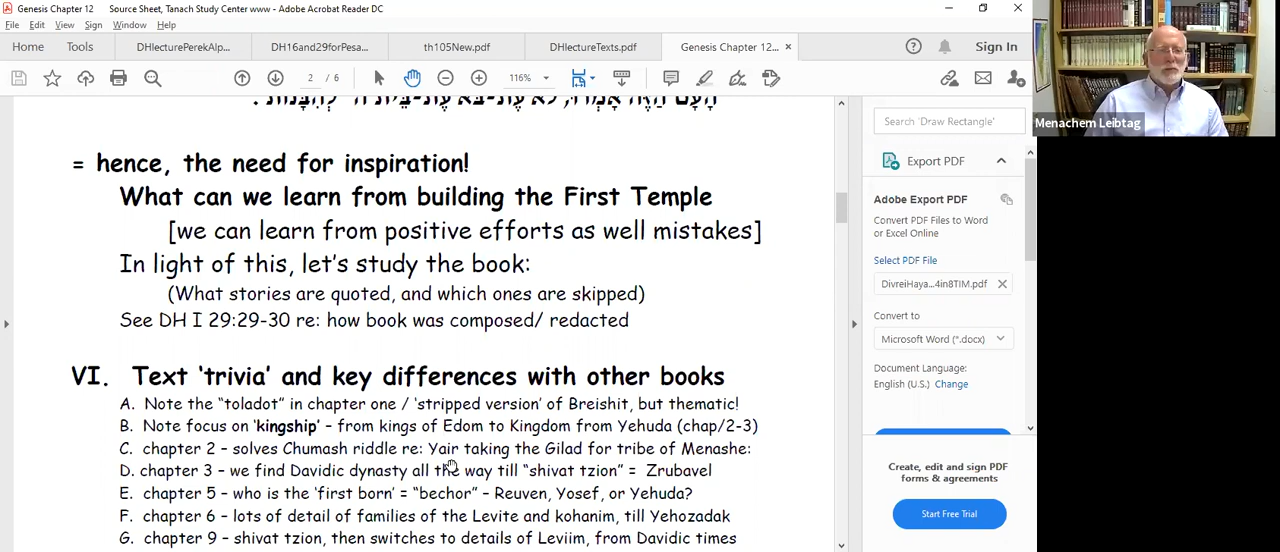 Genesis Chapter 12 Source Sheet, Tanach Study Center www - Adobe Acrobat Reader DC
File Edit View Sign Window Help
Home Tools DHlecturePerekAlp... DH16and29forPesa... th105New.pdf DHlectureTexts.pdf Genesis Chapter 12... × Sign In
2 / 6 116%
= hence, the need for inspiration!
What can we learn from building the First Temple
[we can learn from positive efforts as well mistakes]
In light of this, let's study the book:
(What stories are quoted, and which ones are skipped)
See DH I 29:29-30 re: how book was composed/ redacted
VI. Text 'trivia' and key differences with other books
A. Note the "toladot" in chapter one / 'stripped version' of Breishit, but thematic!
B. Note focus on 'kingship' – from kings of Edom to Kingdom from Yehuda (chap/2-3)
C. chapter 2 – solves Chumash riddle re: Yair taking the Gilad for tribe of Menashe:
D. chapter 3 – we find Davidic dynasty all the way till "shivat tzion" = Zrubavel
E. chapter 5 – who is the 'first born' = "bechor" – Reuven, Yosef, or Yehuda?
F. chapter 6 – lots of detail of families of the Levite and kohanim, till Yehozadak
G. chapter 9 – shivat tzion, then switches to details of Leviim, from Davidic times
Search 'Draw Rectangle'
Export PDF
Adobe Export PDF
Convert PDF Files to Word
or Excel Online
Select PDF File
DivreiHaya...4in8TIM.pdf
Convert to
Microsoft Word (*.docx)
Document Language:
English (U.S.) Change
Create, edit and sign PDF
forms & agreements
Start Free Trial
Menachem Leibtag